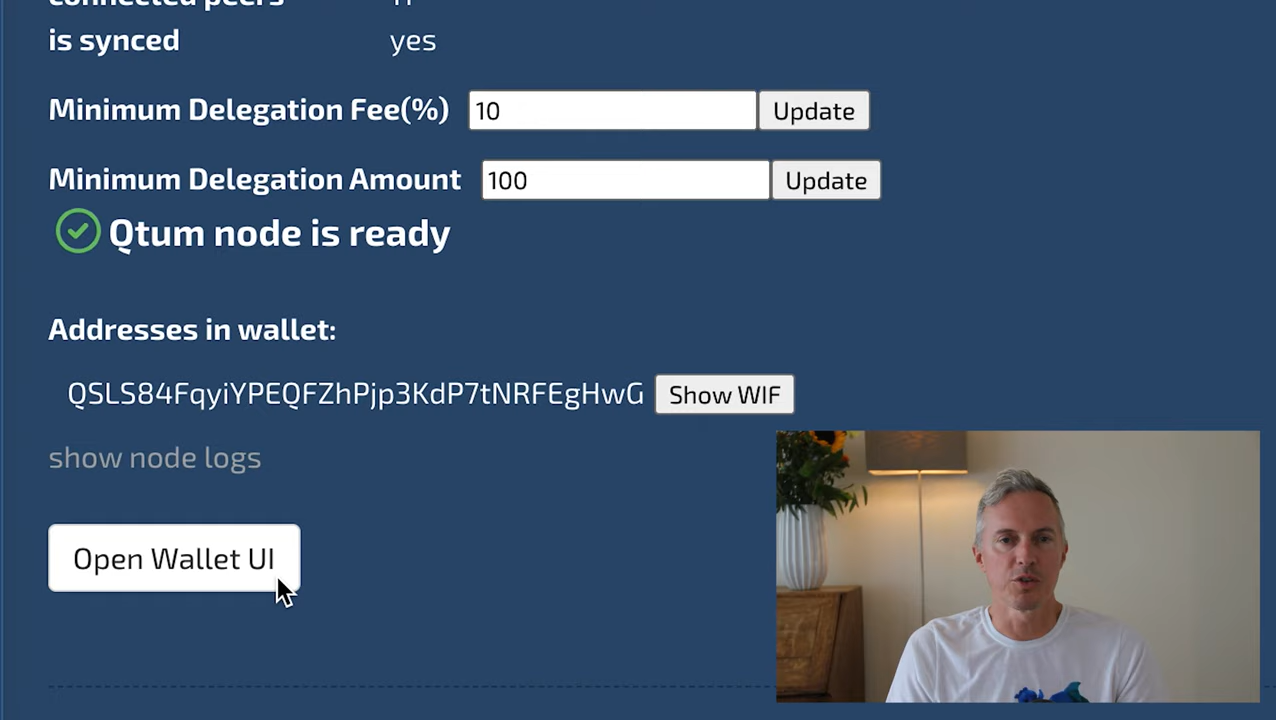 is synced yes
Minimum Delegation Fee(%) 10 Update
Minimum Delegation Amount 100 Update
Qtum node is ready
Addresses in wallet:
QSLS84FqyiYPEQFZhPjp3KdP7tNRFEgHwG Show WIF
show node logs
Open Wallet UI